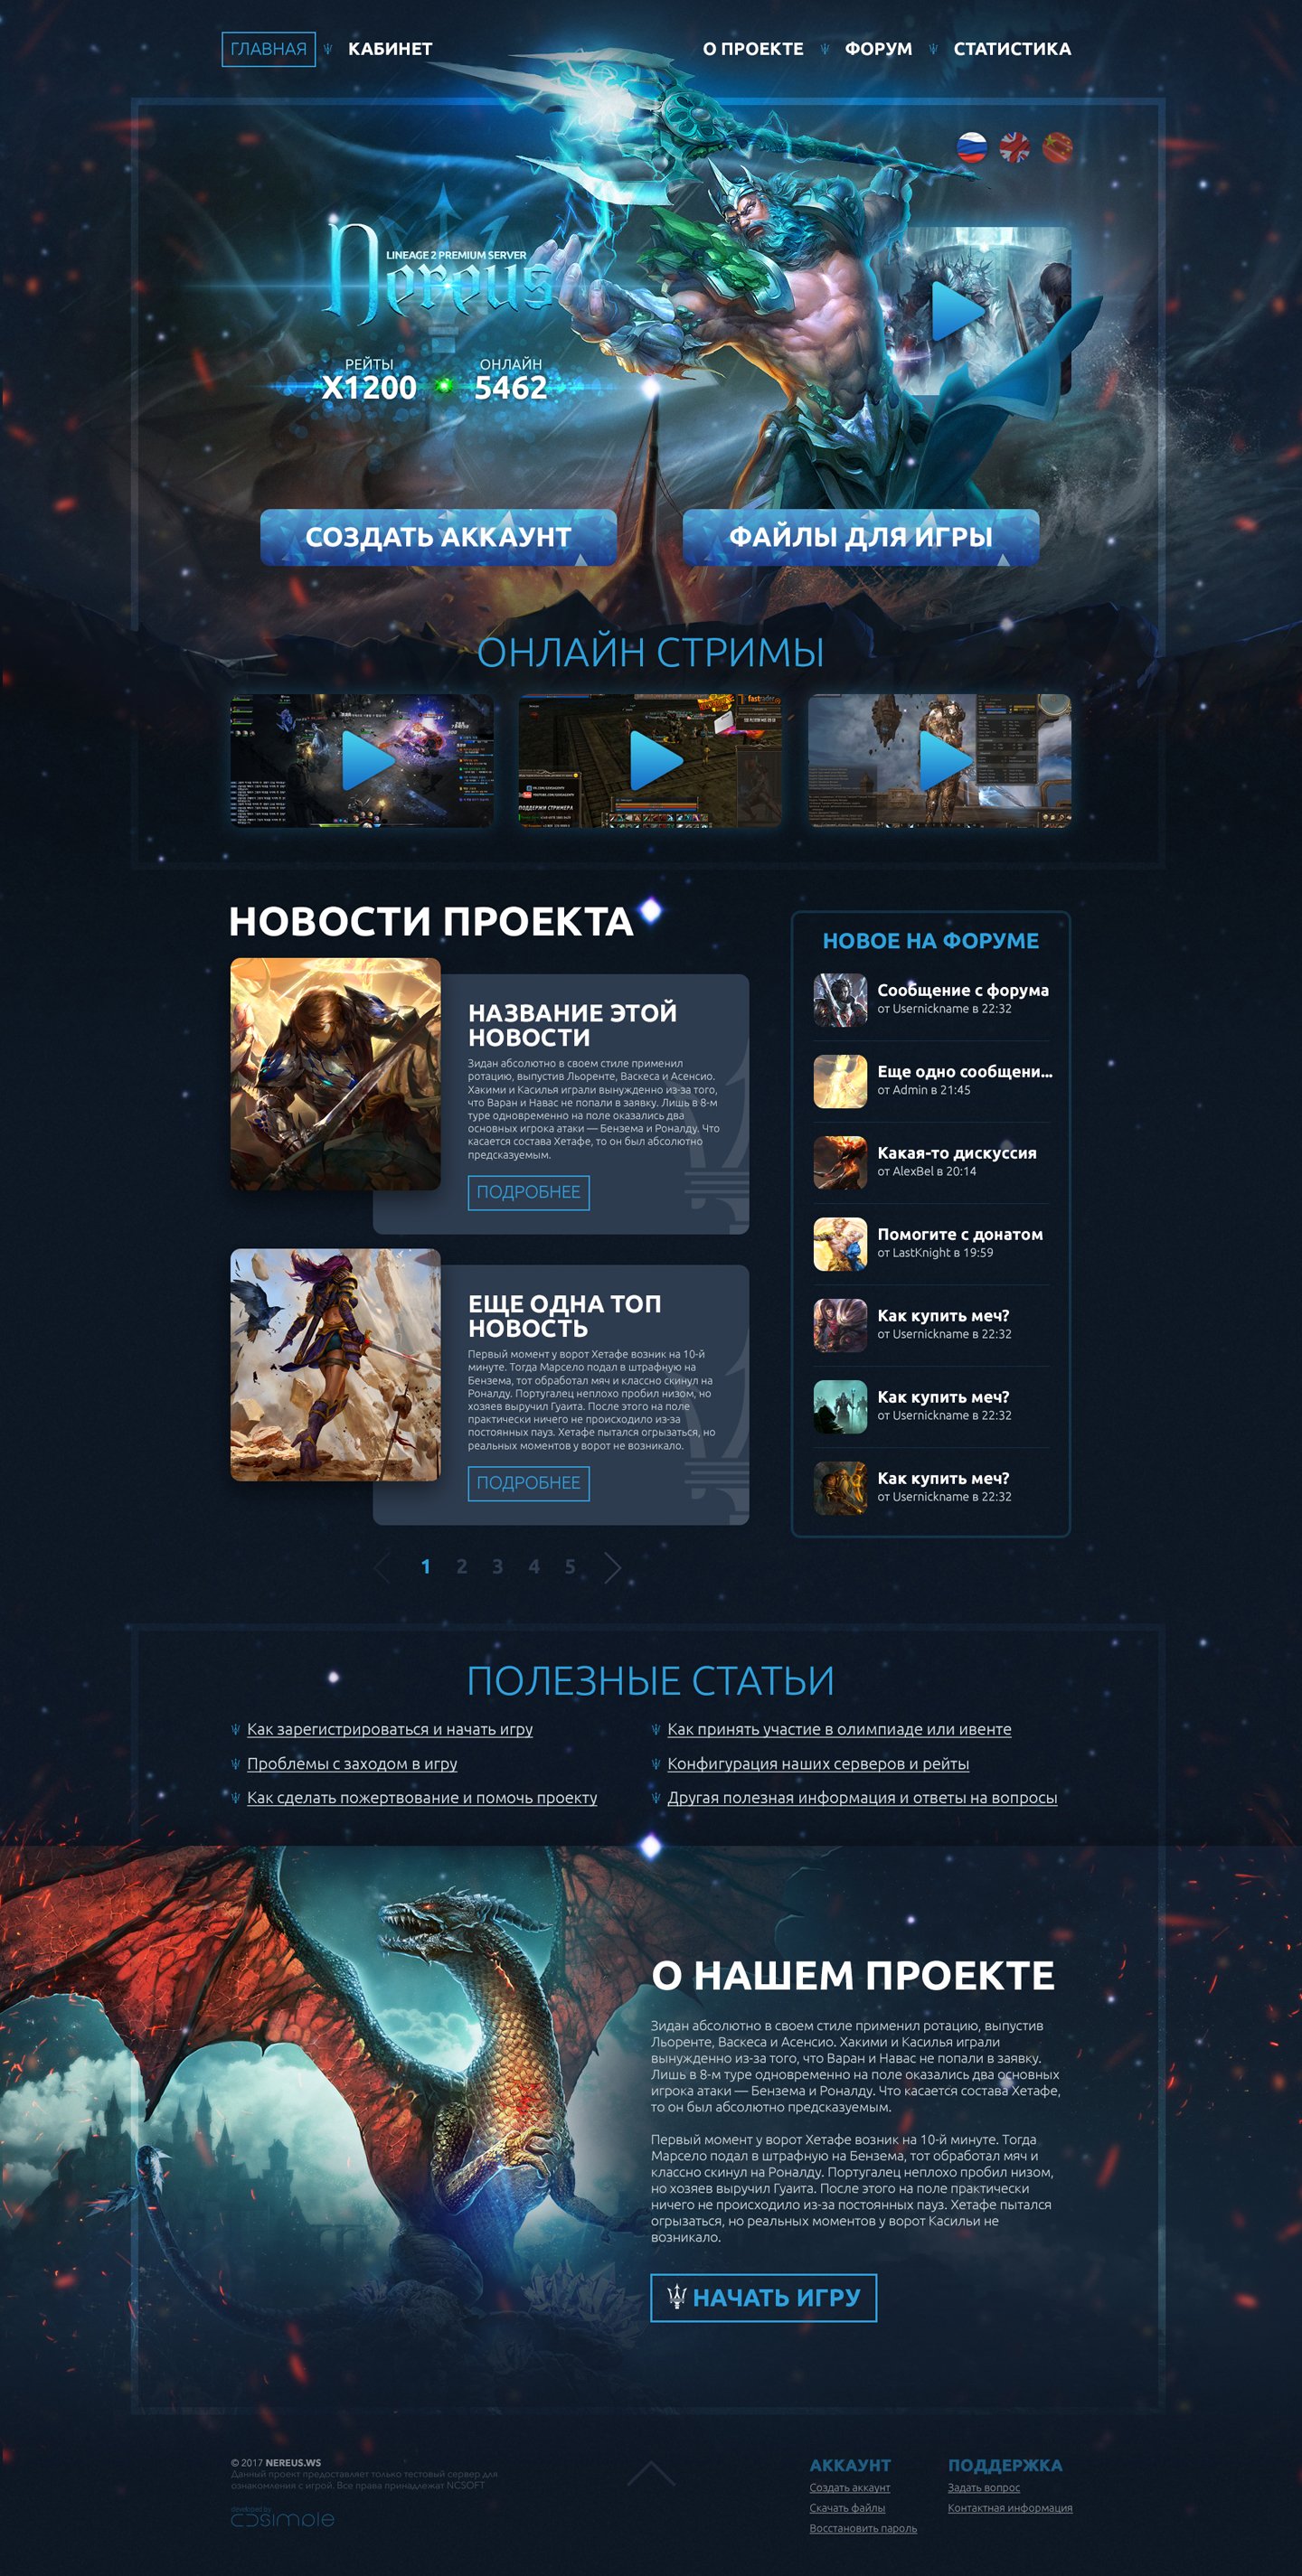 ГЛАВНАЯ
КАБИНЕТ
О ПРОЕКТЕ
ФОРУМ
СТАТИСТИКА
LINEAGE 2 PREMIUM SERVER
Nereus
РЕЙТЫ
X1200
ОНЛАЙН
5462
СОЗДАТЬ АККАУНТ
ФАЙЛЫ ДЛЯ ИГРЫ
ОНЛАЙН СТРИМЫ
ПОДДЕРЖИ СТРИМЕРА
НОВОСТИ ПРОЕКТА
НАЗВАНИЕ ЭТОЙ
НОВОСТИ
Зидан абсолютно в своем стиле применил
ротацию, выпустив Льоренте, Васкеса и Асенсио.
Хакими и Касилья играли вынужденно из-за того,
что Варан и Навас не попали в заявку. Лишь в 8-м
туре одновременно на поле оказались два
основных игрока атаки — Бензема и Роналду. Что
касается состава Хетафе, то он был абсолютно
предсказуемым.
ПОДРОБНЕЕ
ЕЩЕ ОДНА ТОП
НОВОСТЬ
Первый момент у ворот Хетафе возник на 10-й
минуте. Тогда Марсело подал в штрафную на
Бензема, тот обработал мяч и классно скинул на
Роналду. Португалец неплохо пробил низом, но
хозяев выручил Гуаита. После этого на поле
практически ничего не происходило из-за
постоянных пауз. Хетафе пытался огрызаться, но
реальных моментов у ворот не возникало.
ПОДРОБНЕЕ
1 2 3 4 5
НОВОЕ НА ФОРУМЕ
Сообщение с форума
от Usernickname в 22:32
Еще одно сообщени...
от Admin в 21:45
Какая-то дискуссия
от AlexBel в 20:14
Помогите с донатом
от LastKnight в 19:59
Как купить меч?
от Usernickname в 22:32
Как купить меч?
от Usernickname в 22:32
Как купить меч?
от Usernickname в 22:32
ПОЛЕЗНЫЕ СТАТЬИ
Как зарегистрироваться и начать игру
Проблемы с заходом в игру
Как сделать пожертвование и помочь проекту
Как принять участие в олимпиаде или ивенте
Конфигурация наших серверов и рейты
Другая полезная информация и ответы на вопросы
О НАШЕМ ПРОЕКТЕ
Зидан абсолютно в своем стиле применил ротацию, выпустив
Льоренте, Васкеса и Асенсио. Хакими и Касилья играли
вынужденно из-за того, что Варан и Навас не попали в заявку.
Лишь в 8-м туре одновременно на поле оказались два основных
игрока атаки — Бензема и Роналду. Что касается состава Хетафе,
то он был абсолютно предсказуемым.
Первый момент у ворот Хетафе возник на 10-й минуте. Тогда
Марсело подал в штрафную на Бензема, тот обработал мяч и
классно скинул на Роналду. Португалец неплохо пробил низом,
но хозяев выручил Гуаита. После этого на поле практически
ничего не происходило из-за постоянных пауз. Хетафе пытался
огрызаться, но реальных моментов у ворот Касильи не
возникало.
НАЧАТЬ ИГРУ
© 2017 NEREUS.WS
Данный проект предоставляет только тестовый сервер для
ознакомления с игрой. Все права принадлежат NCSOFT
developed by
simple
АККАУНТ
Создать аккаунт
Скачать файлы
Восстановить пароль
ПОДДЕРЖКА
Задать вопрос
Контактная информация